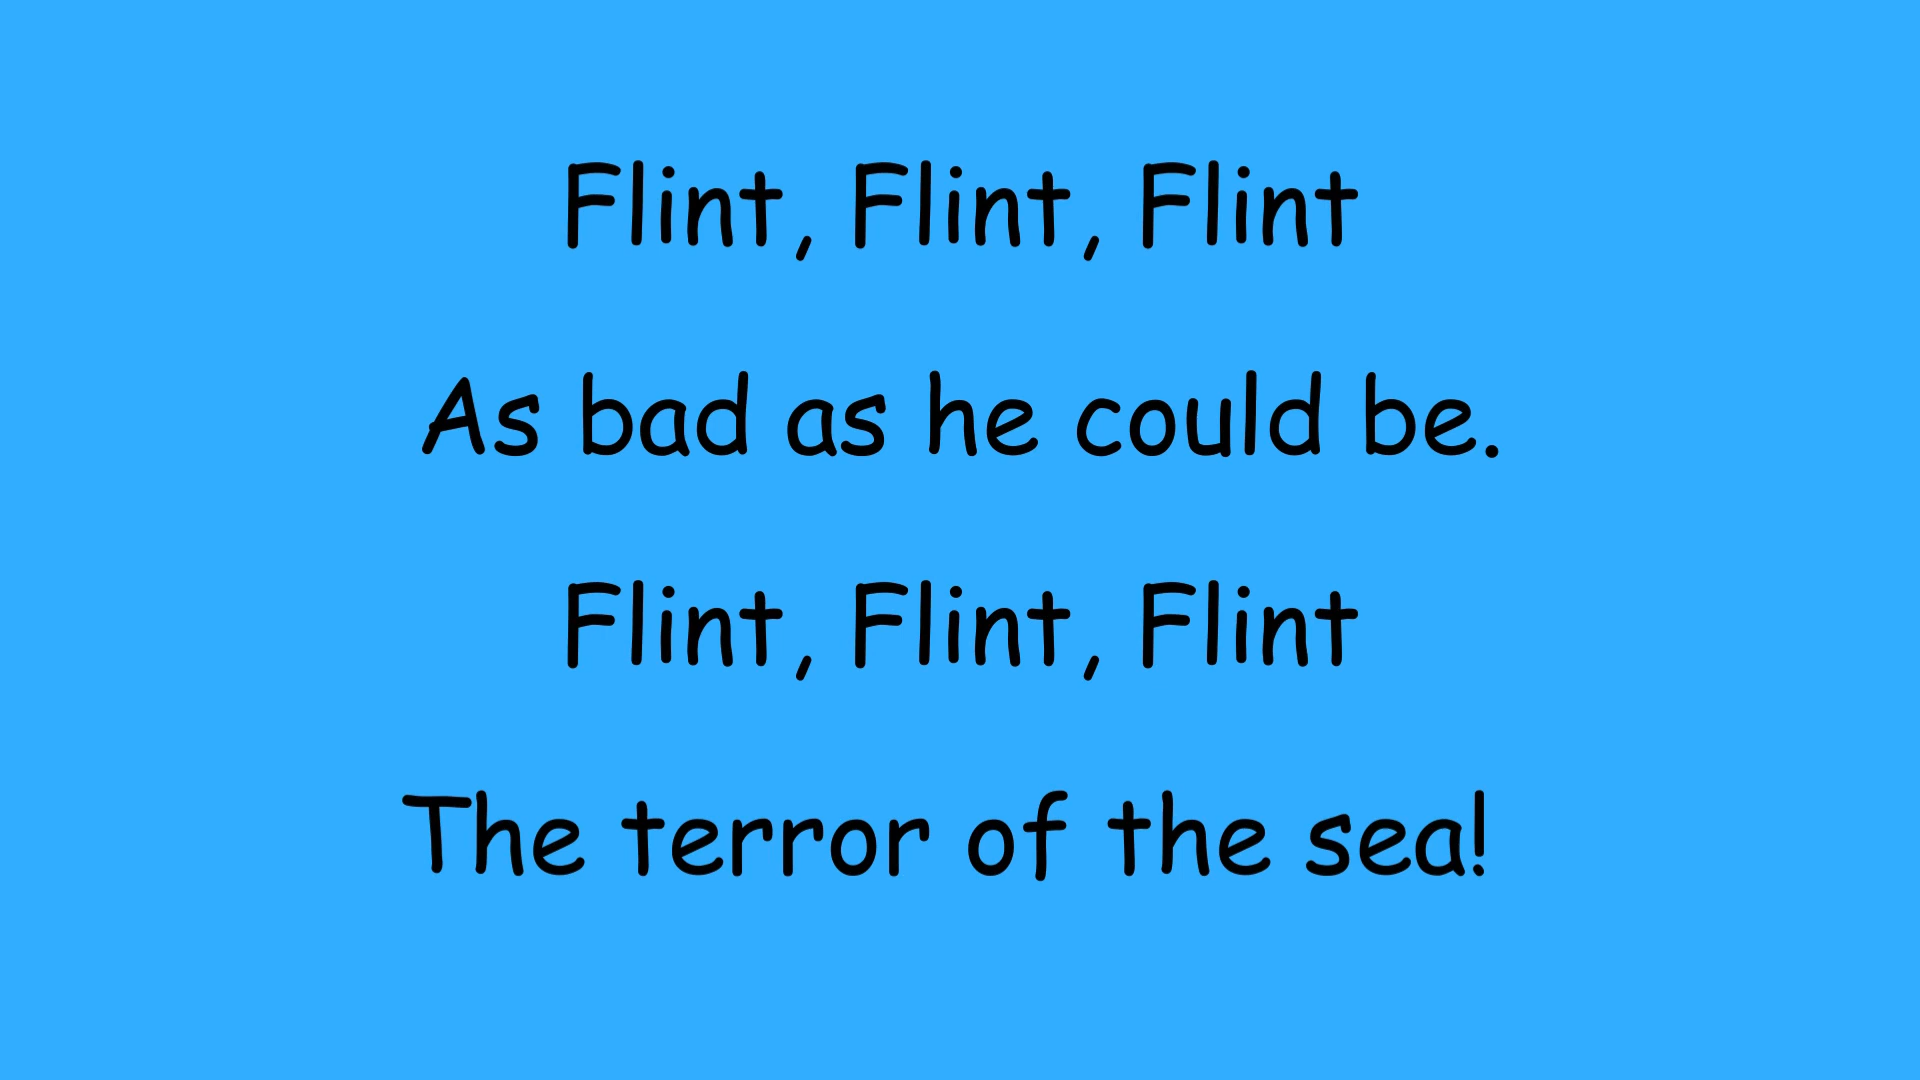 Flint, Flint, Flint
As bad as he could be.
Flint, Flint, Flint
The terror of the sea!